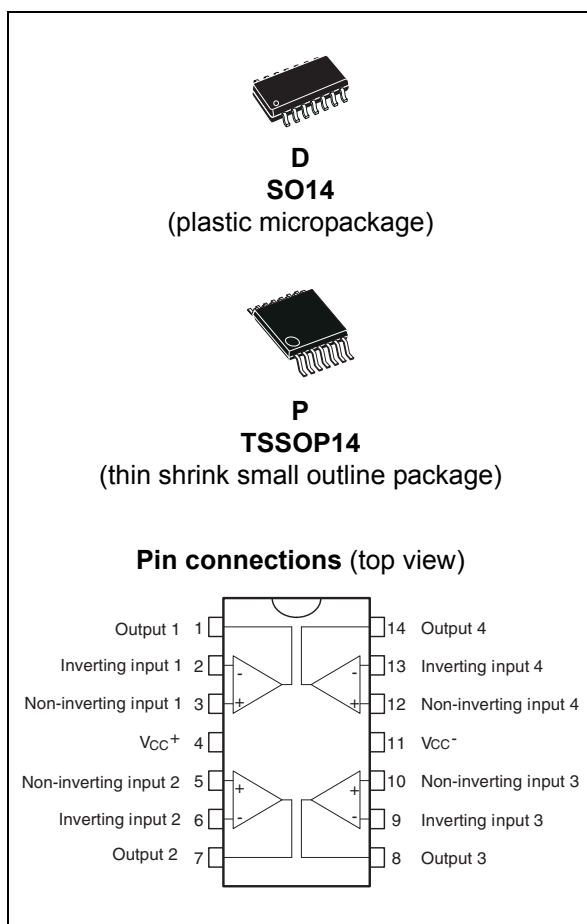 D
SO14
(plastic micropackage)
P
TSSOP14
(thin shrink small outline package)
Pin connections (top view)
Output 1 1 14 Output 4
Inverting input 1 2 - - 13 Inverting input 4
Non-inverting input 1 3 + + 12 Non-inverting input 4
VCC+ 4 11 VCC-
Non-inverting input 2 5 + + 10 Non-inverting input 3
Inverting input 2 6 - - 9 Inverting input 3
Output 2 7 8 Output 3